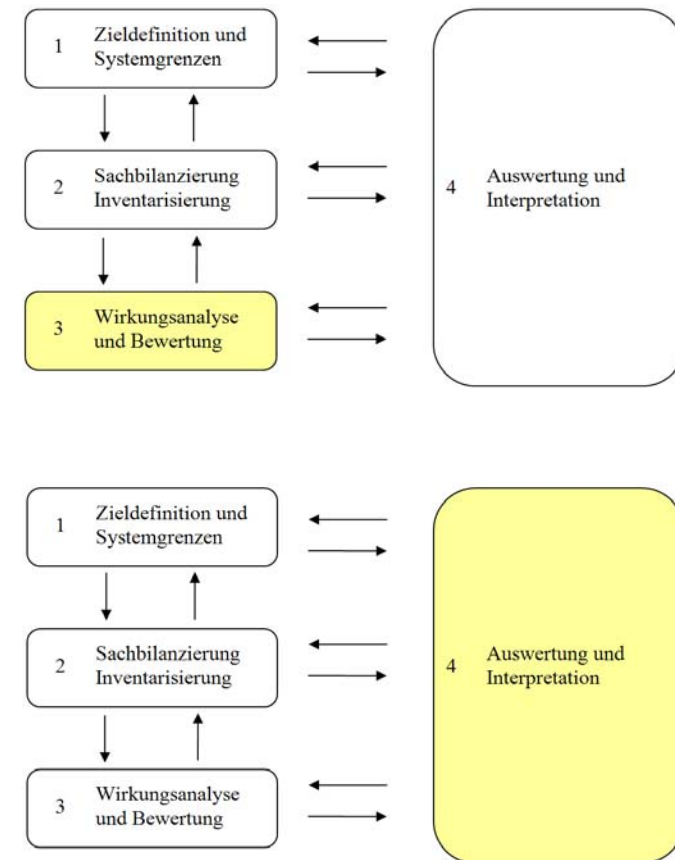 1 Zieldefinition und
Systemgrenzen
2 Sachbilanzierung
Inventarisierung
4 Auswertung und
Interpretation
3 Wirkungsanalyse
und Bewertung
1 Zieldefinition und
Systemgrenzen
2 Sachbilanzierung
Inventarisierung
4 Auswertung und
Interpretation
3 Wirkungsanalyse
und Bewertung